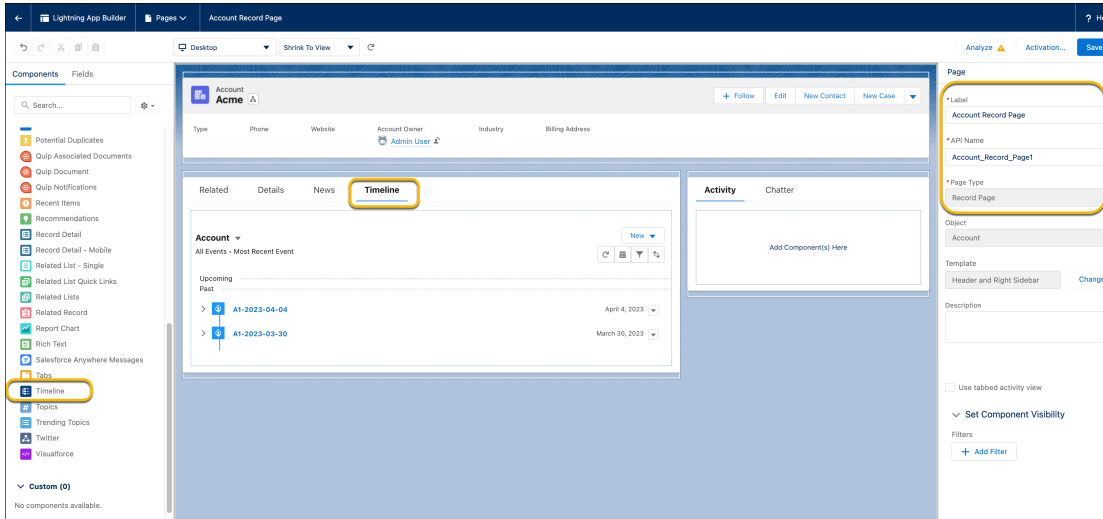 Lightning App Builder
Pages
Account Record Page
?
Desktop
Shrink To View
Analyze
Activation...
Save
Components
Fields
Search...
Potential Duplicates
Quip Associated Documents
Quip Document
Quip Notifications
Recent Items
Recommendations
Record Detail
Record Detail - Mobile
Related List - Single
Related List Quick Links
Related Lists
Related Record
Report Chart
Rich Text
Salesforce Anywhere Messages
Tabs
Timeline
Topics
Trending Topics
Twitter
Visualforce
Custom (0)
No components available.
Account
Acme
+ Follow
Edit
New Contact
New Case
Type
Phone
Website
Account Owner
Industry
Billing Address
Admin User
Related
Details
News
Timeline
Account
New
All Events • Most Recent Event
Upcoming
Past
A1-2023-04-04
April 4, 2023
A1-2023-03-30
March 30, 2023
Activity
Chatter
Add Component(s) Here
Page
*Label
Account Record Page
*API Name
Account_Record_Page1
*Page Type
Record Page
Object
Account
Template
Header and Right Sidebar
Change
Description
Use tabbed activity view
Set Component Visibility
Filters
+ Add Filter